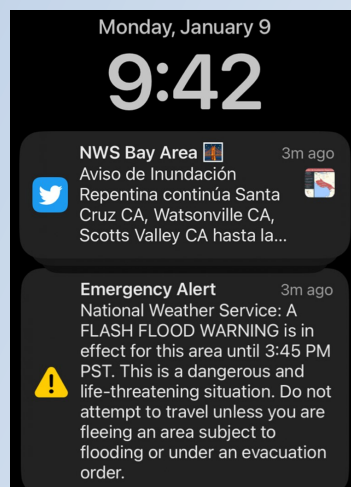 Monday, January 9
9:42
NWS Bay Area 3m ago
Aviso de Inundación
Repentina continúa Santa
Cruz CA, Watsonville CA,
Scotts Valley CA hasta la...
Emergency Alert 3m ago
National Weather Service: A
FLASH FLOOD WARNING is in
effect for this area until 3:45 PM
PST. This is a dangerous and
life-threatening situation. Do not
attempt to travel unless you are
fleeing an area subject to
flooding or under an evacuation
order.